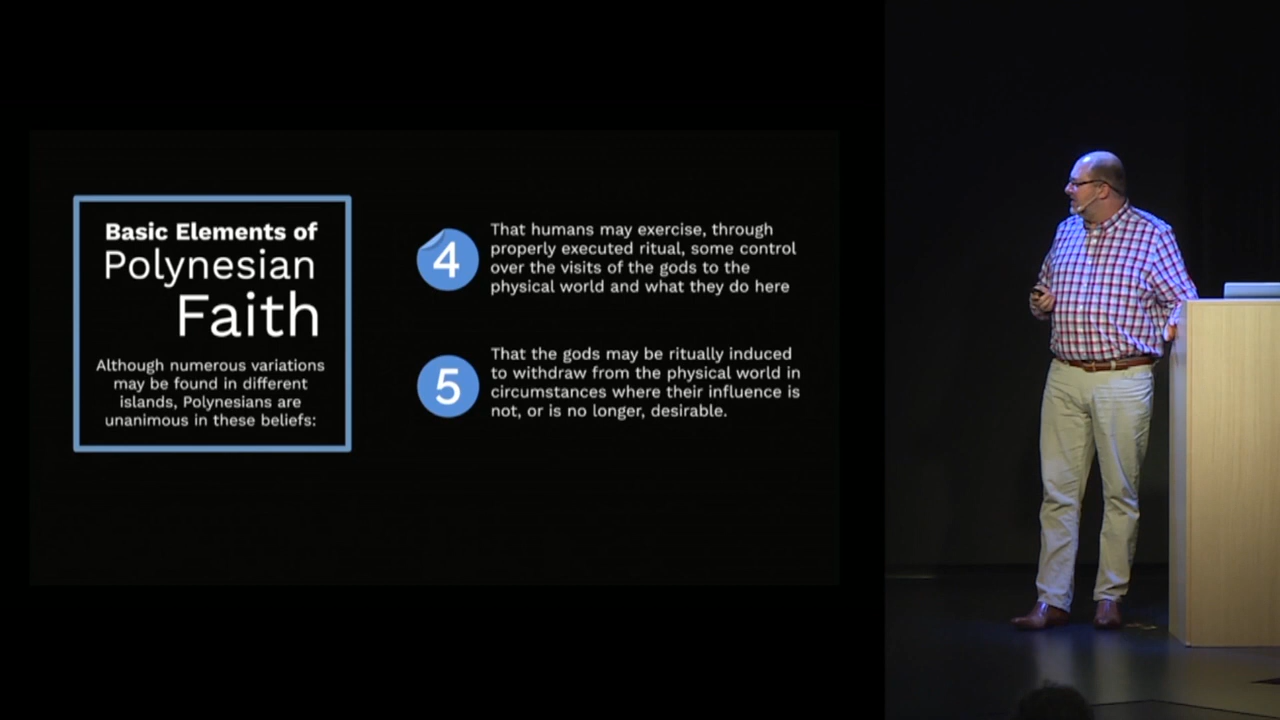 Basic Elements of
Polynesian
Faith
Although numerous variations
may be found in different
islands, Polynesians are
unanimous in these beliefs:
4
That humans may exercise, through
properly executed ritual, some control
over the visits of the gods to the
physical world and what they do here
5
That the gods may be ritually induced
to withdraw from the physical world in
circumstances where their influence is
not, or is no longer, desirable.